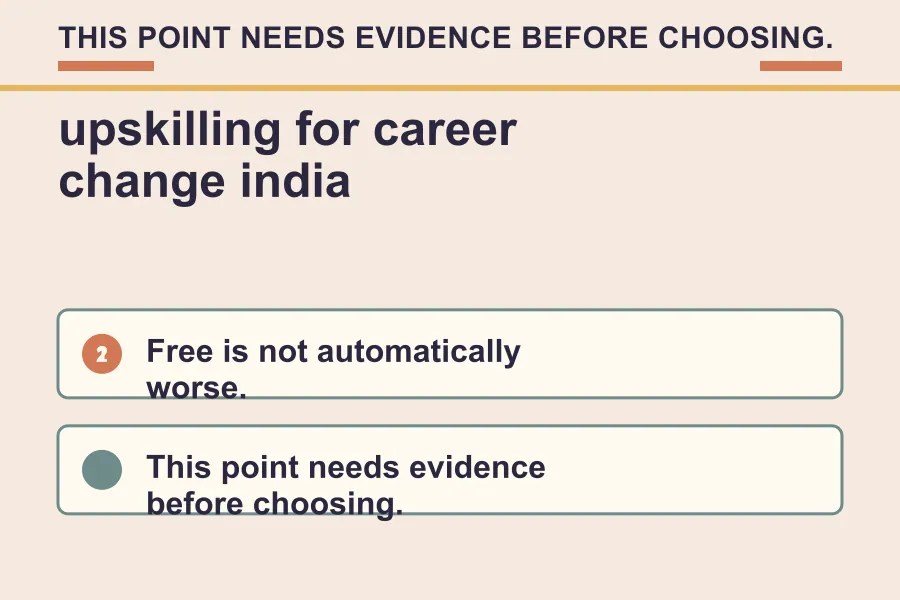 THIS POINT NEEDS EVIDENCE BEFORE CHOOSING.
upskilling for career
change india
2
Free is not automatically
worse.
This point needs evidence
before choosing.